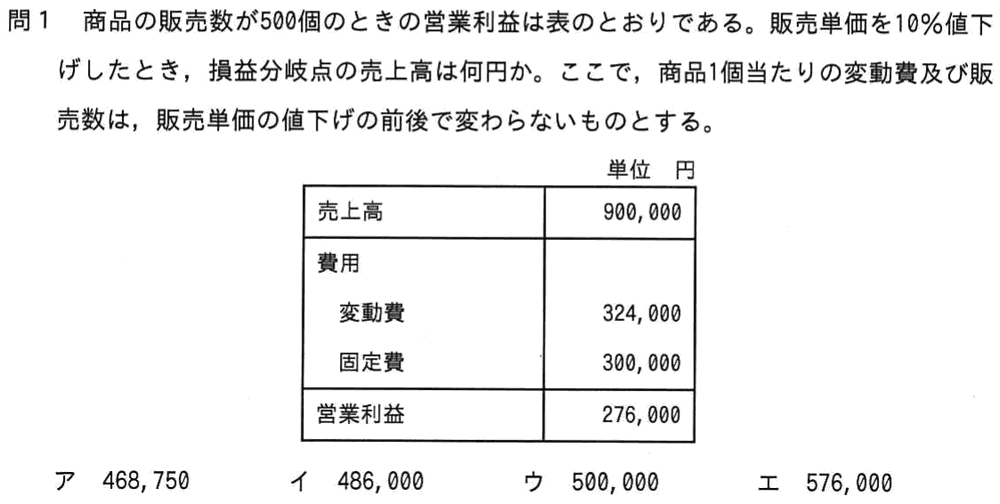 問1　商品の販売数が500個のときの営業利益は表のとおりである。販売単価を10％値下
げしたとき，損益分岐点の売上高は何円か。ここで，商品1個当たりの変動費及び販
売数は，販売単価の値下げの前後で変わらないものとする。
単位　円
売上高　900,000
費用
変動費　324,000
固定費　300,000
営業利益　276,000
ア　468,750　イ　486,000　ウ　500,000　エ　576,000